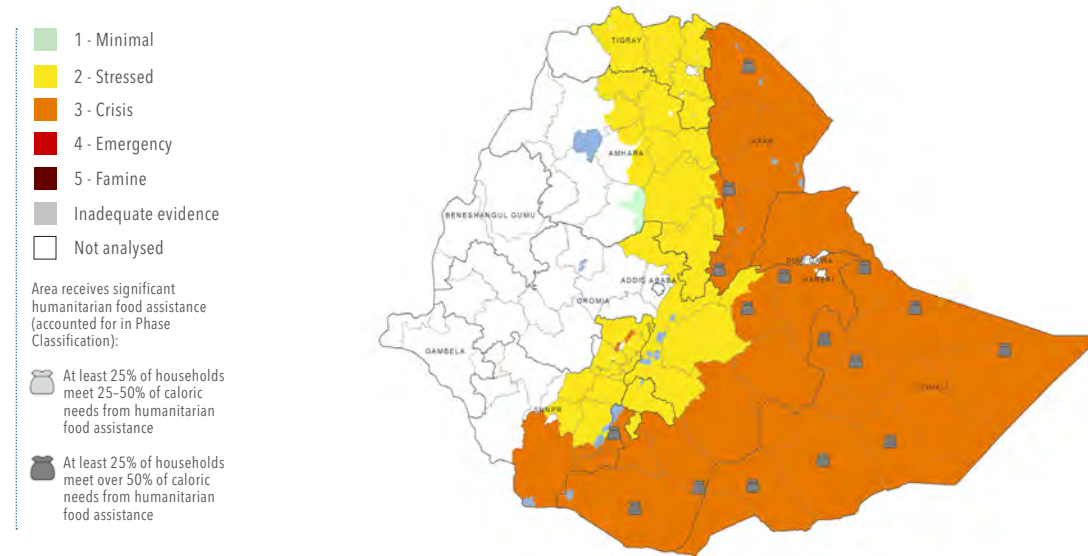 1 - Minimal
2 - Stressed
3 - Crisis
4 - Emergency
5 - Famine
Inadequate evidence
Not analysed
Area receives significant
humanitarian food assistance
(accounted for in Phase
Classification):
At least 25% of households
meet 25–50% of caloric
needs from humanitarian
food assistance
At least 25% of households
meet over 50% of caloric
needs from humanitarian
food assistance
TIGRAY
AFAR
AMHARA
BENESHANGUL GUMU
DIRE DAWA
HARERI
ADDIS ABABA
OROMIA
GAMBELA
SOMALI
SNNPR